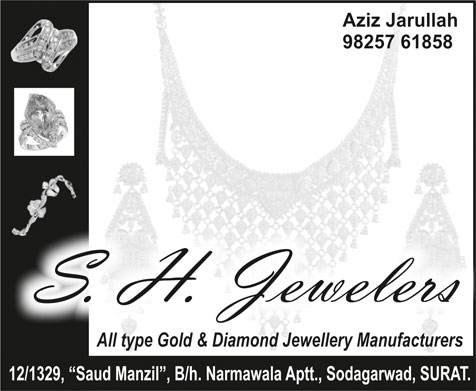 Aziz Jarullah
98257 61858
S. H. Jewelers
All type Gold & Diamond Jewellery Manufacturers
12/1329, “Saud Manzil”, B/h. Narmawala Aptt., Sodagarwad, SURAT.